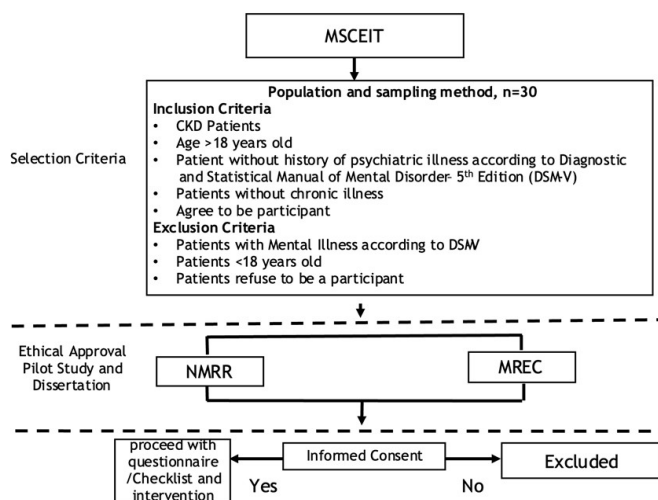 MSCEIT
Population and sampling method, n=30
Inclusion Criteria
• CKD Patients
• Age >18 years old
• Patient without history of psychiatric illness according to Diagnostic
and Statistical Manual of Mental Disorder- 5th Edition (DSM-V)
• Patients without chronic illness
• Agree to be participant
Exclusion Criteria
• Patients with Mental Illness according to DSM-V
• Patients <18 years old
• Patients refuse to be a participant
Selection Criteria
Ethical Approval
Pilot Study and
Dissertation
NMRR
MREC
proceed with
questionnaire
/Checklist and
intervention
Yes
Informed Consent
No
Excluded